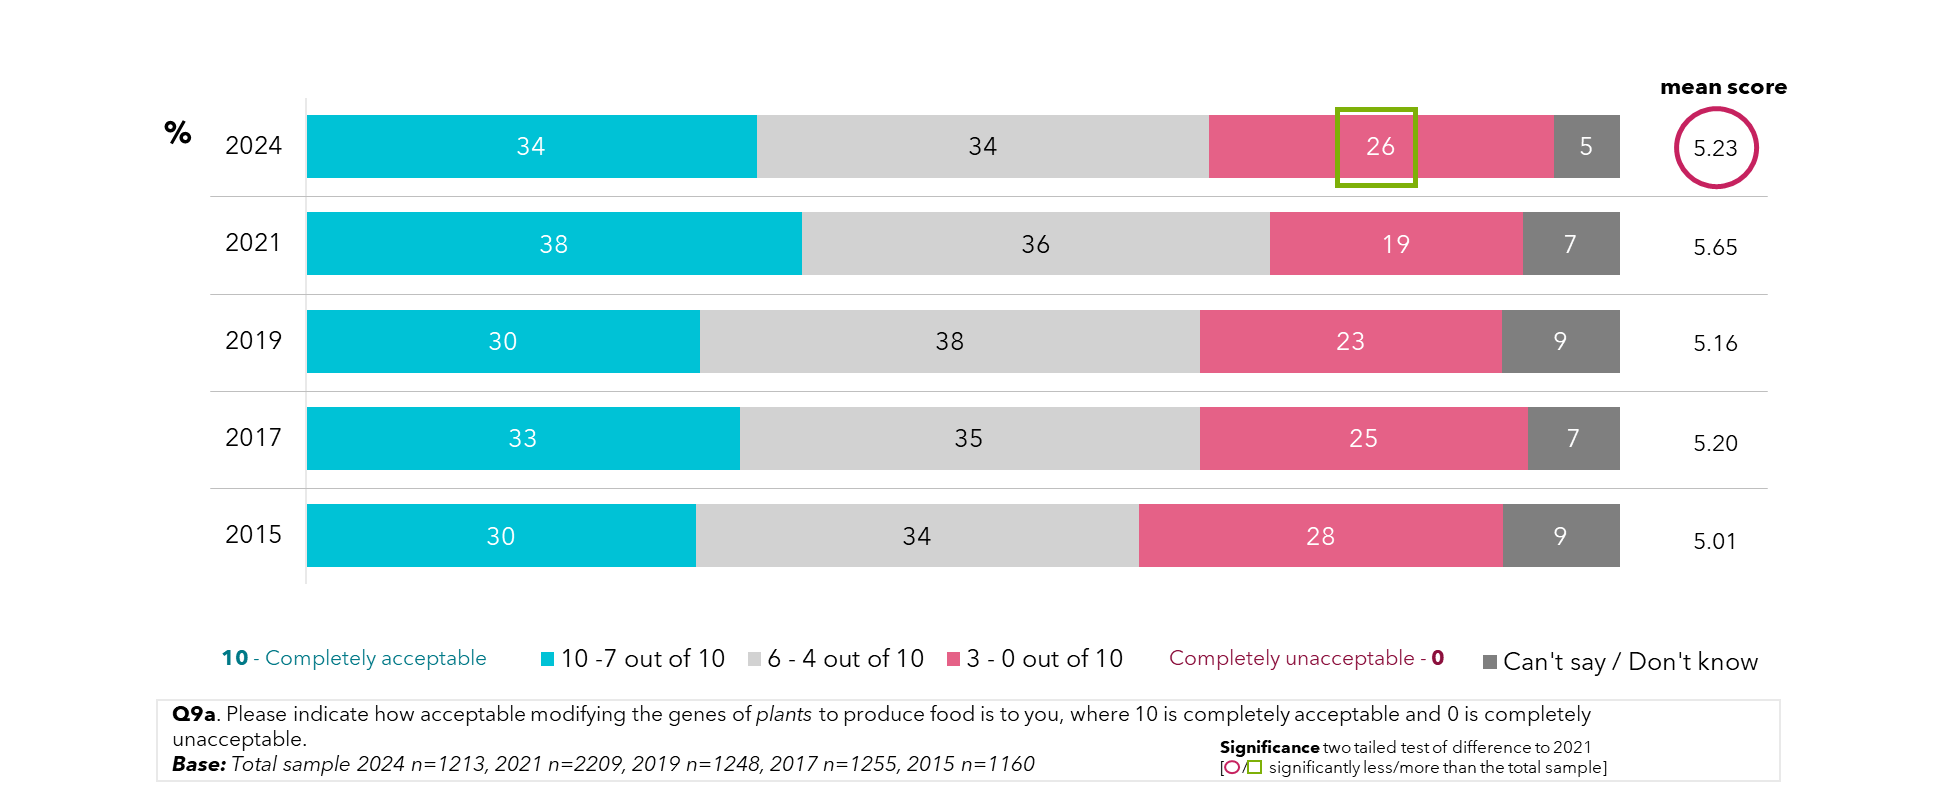 mean score
%
2024 34 34 26 5 5.23
2021 38 36 19 7 5.65
2019 30 38 23 9 5.16
2017 33 35 25 7 5.20
2015 30 34 28 9 5.01
10 - Completely acceptable 10 -7 out of 10 6 - 4 out of 10 3 - 0 out of 10 Completely unacceptable - 0 Can't say / Don't know
Q9a. Please indicate how acceptable modifying the genes of plants to produce food is to you, where 10 is completely acceptable and 0 is completely
unacceptable.
Base: Total sample 2024 n=1213, 2021 n=2209, 2019 n=1248, 2017 n=1255, 2015 n=1160
Significance two tailed test of difference to 2021
[ / significantly less/more than the total sample]